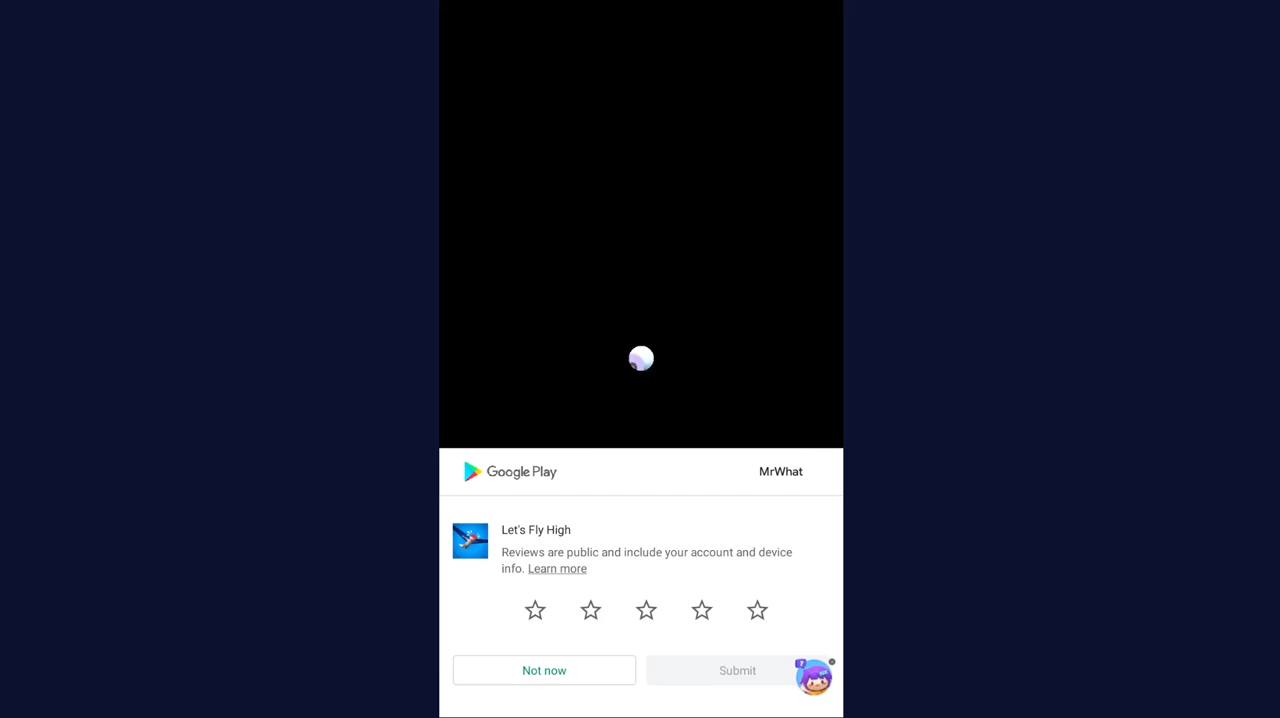 Google Play
MrWhat
Let's Fly High
Reviews are public and include your account and device
info. Learn more
Not now
Submit
?